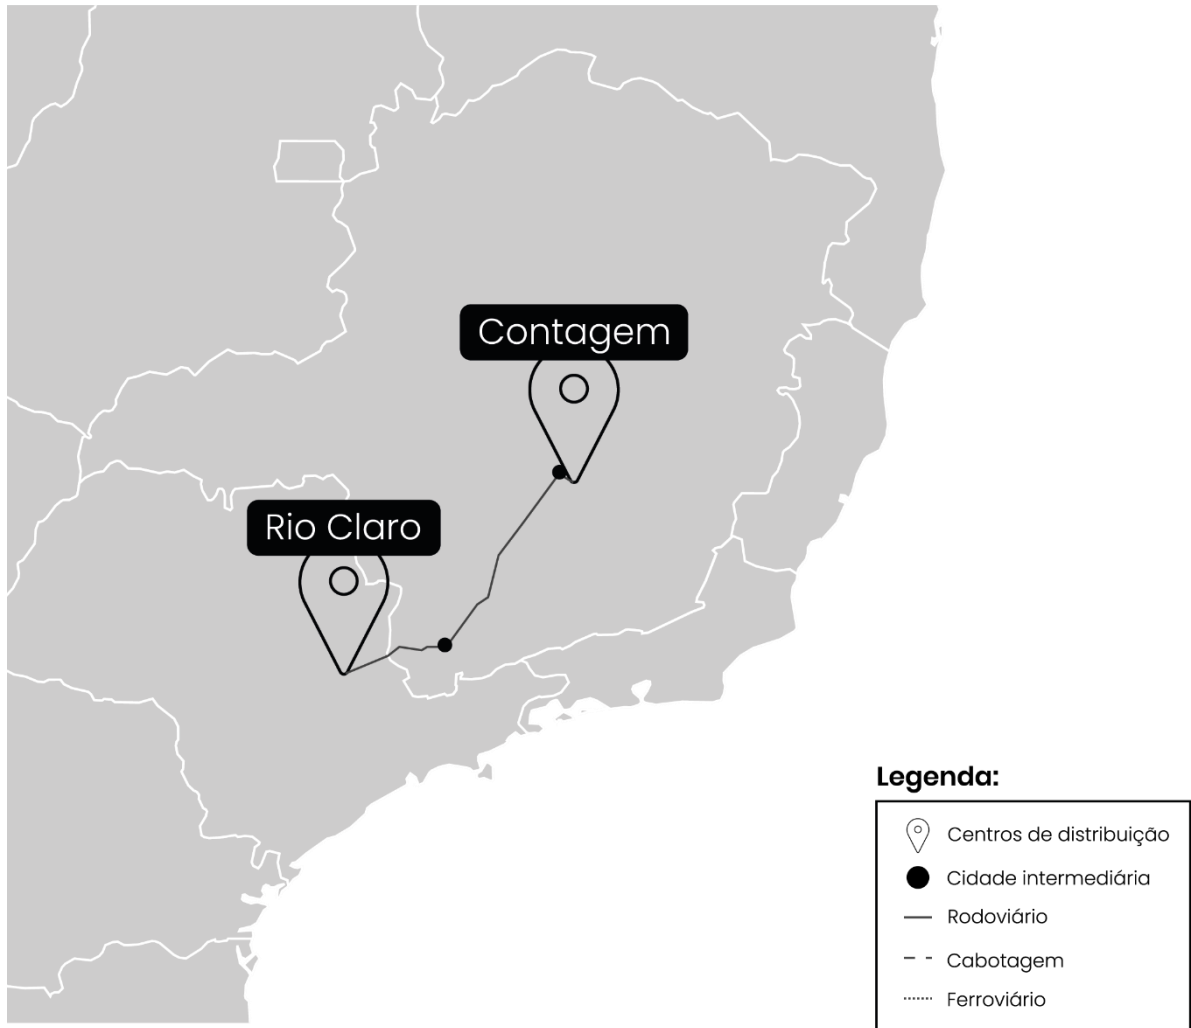 Contagem
Rio Claro
Legenda:
Centros de distribuição
Cidade intermediária
Rodoviário
Cabotagem
Ferroviário